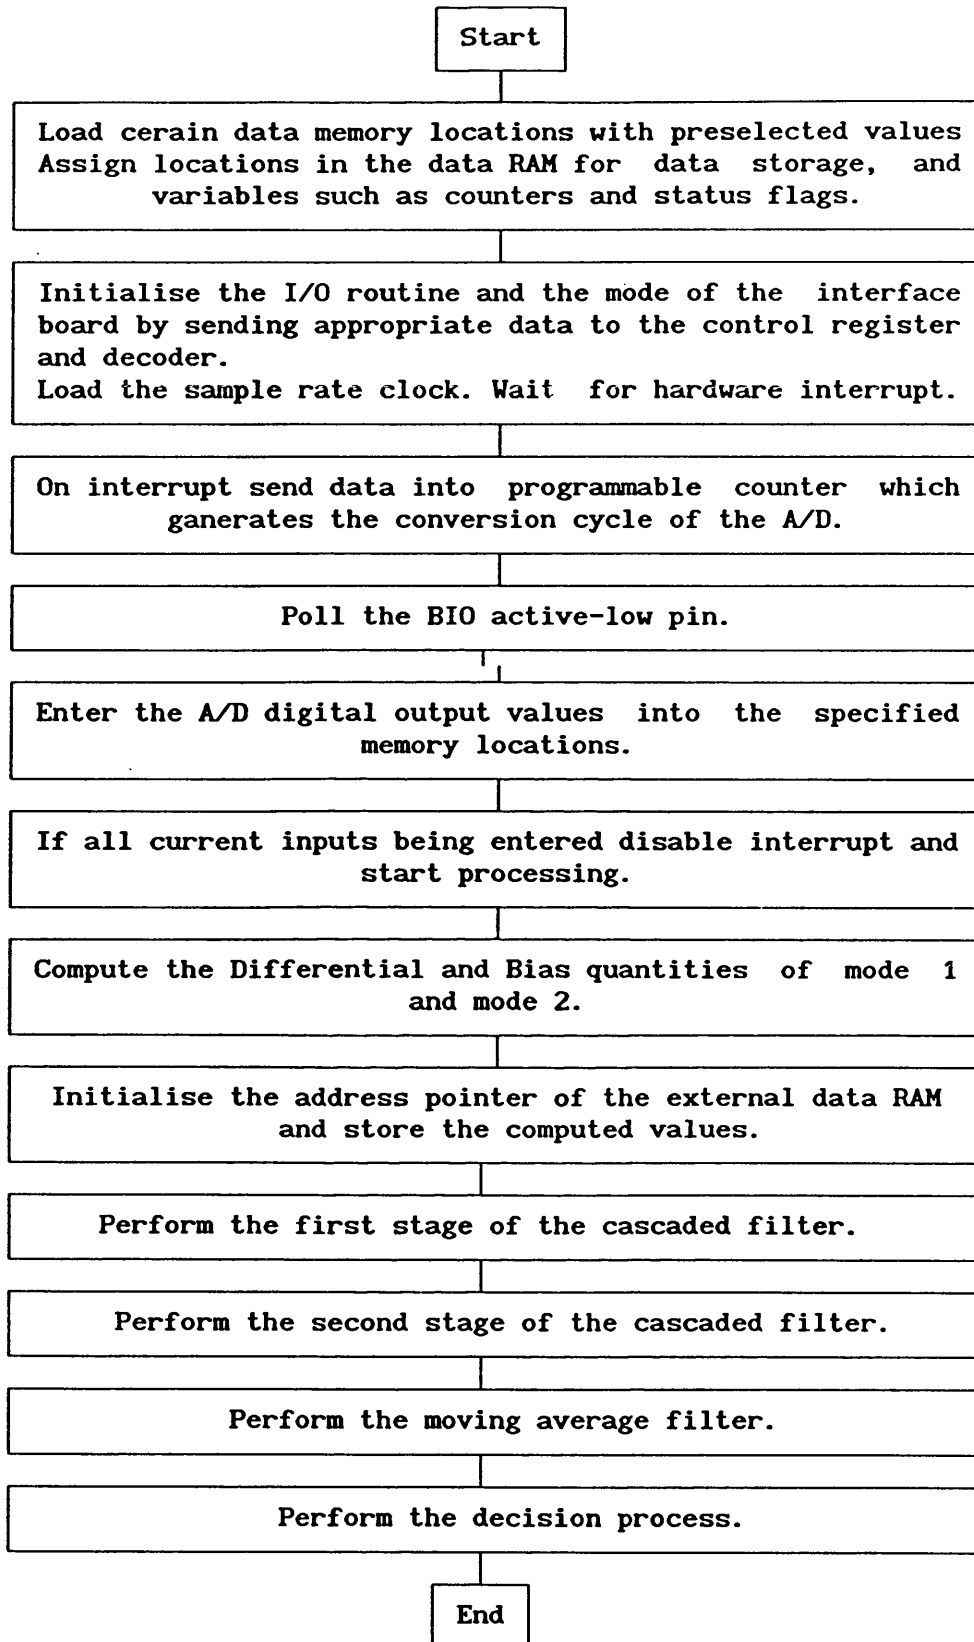 Start
Load cerain data memory locations with preselected values
Assign locations in the data RAM for data storage, and
variables such as counters and status flags.
Initialise the I/O routine and the mode of the interface
board by sending appropriate data to the control register
and decoder.
Load the sample rate clock. Wait for hardware interrupt.
On interrupt send data into programmable counter which
ganerates the conversion cycle of the A/D.
Poll the BIO active-low pin.
Enter the A/D digital output values into the specified
memory locations.
If all current inputs being entered disable interrupt and
start processing.
Compute the Differential and Bias quantities of mode 1
and mode 2.
Initialise the address pointer of the external data RAM
and store the computed values.
Perform the first stage of the cascaded filter.
Perform the second stage of the cascaded filter.
Perform the moving average filter.
Perform the decision process.
End